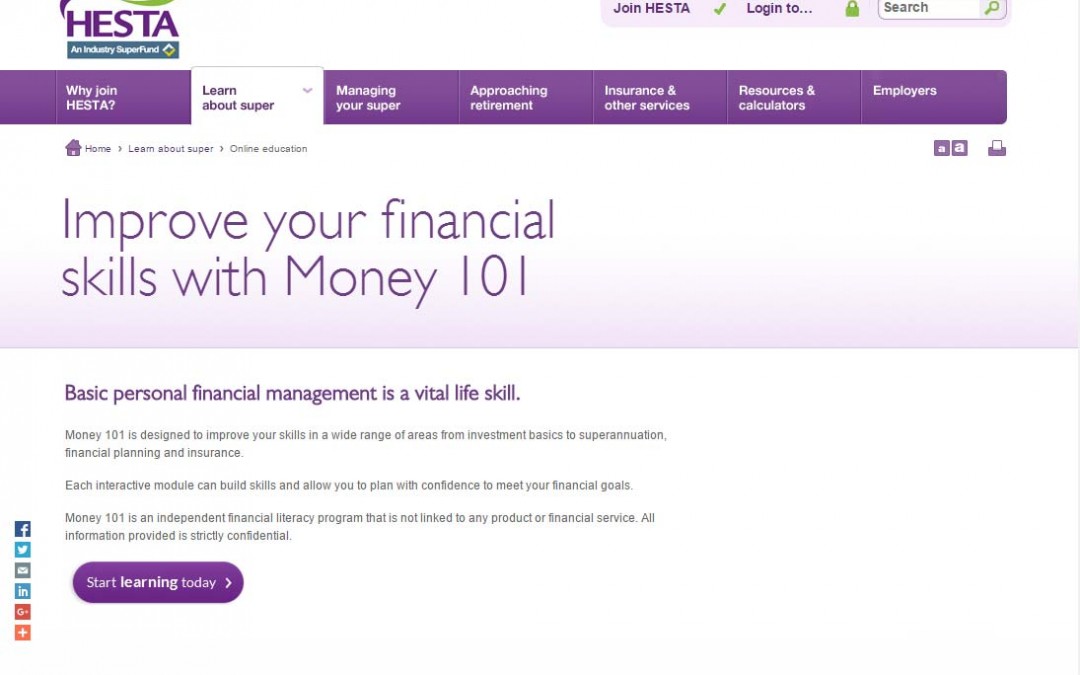 HESTA
An Industry SuperFund
Join HESTA
Login to...
Search
Why join
HESTA?
Learn
about super
Managing
your super
Approaching
retirement
Insurance &
other services
Resources &
calculators
Employers
Home › Learn about super › Online education
a a
Improve your financial
skills with Money 101
Basic personal financial management is a vital life skill.
Money 101 is designed to improve your skills in a wide range of areas from investment basics to superannuation,
financial planning and insurance.
Each interactive module can build skills and allow you to plan with confidence to meet your financial goals.
Money 101 is an independent financial literacy program that is not linked to any product or financial service. All
information provided is strictly confidential.
Start learning today